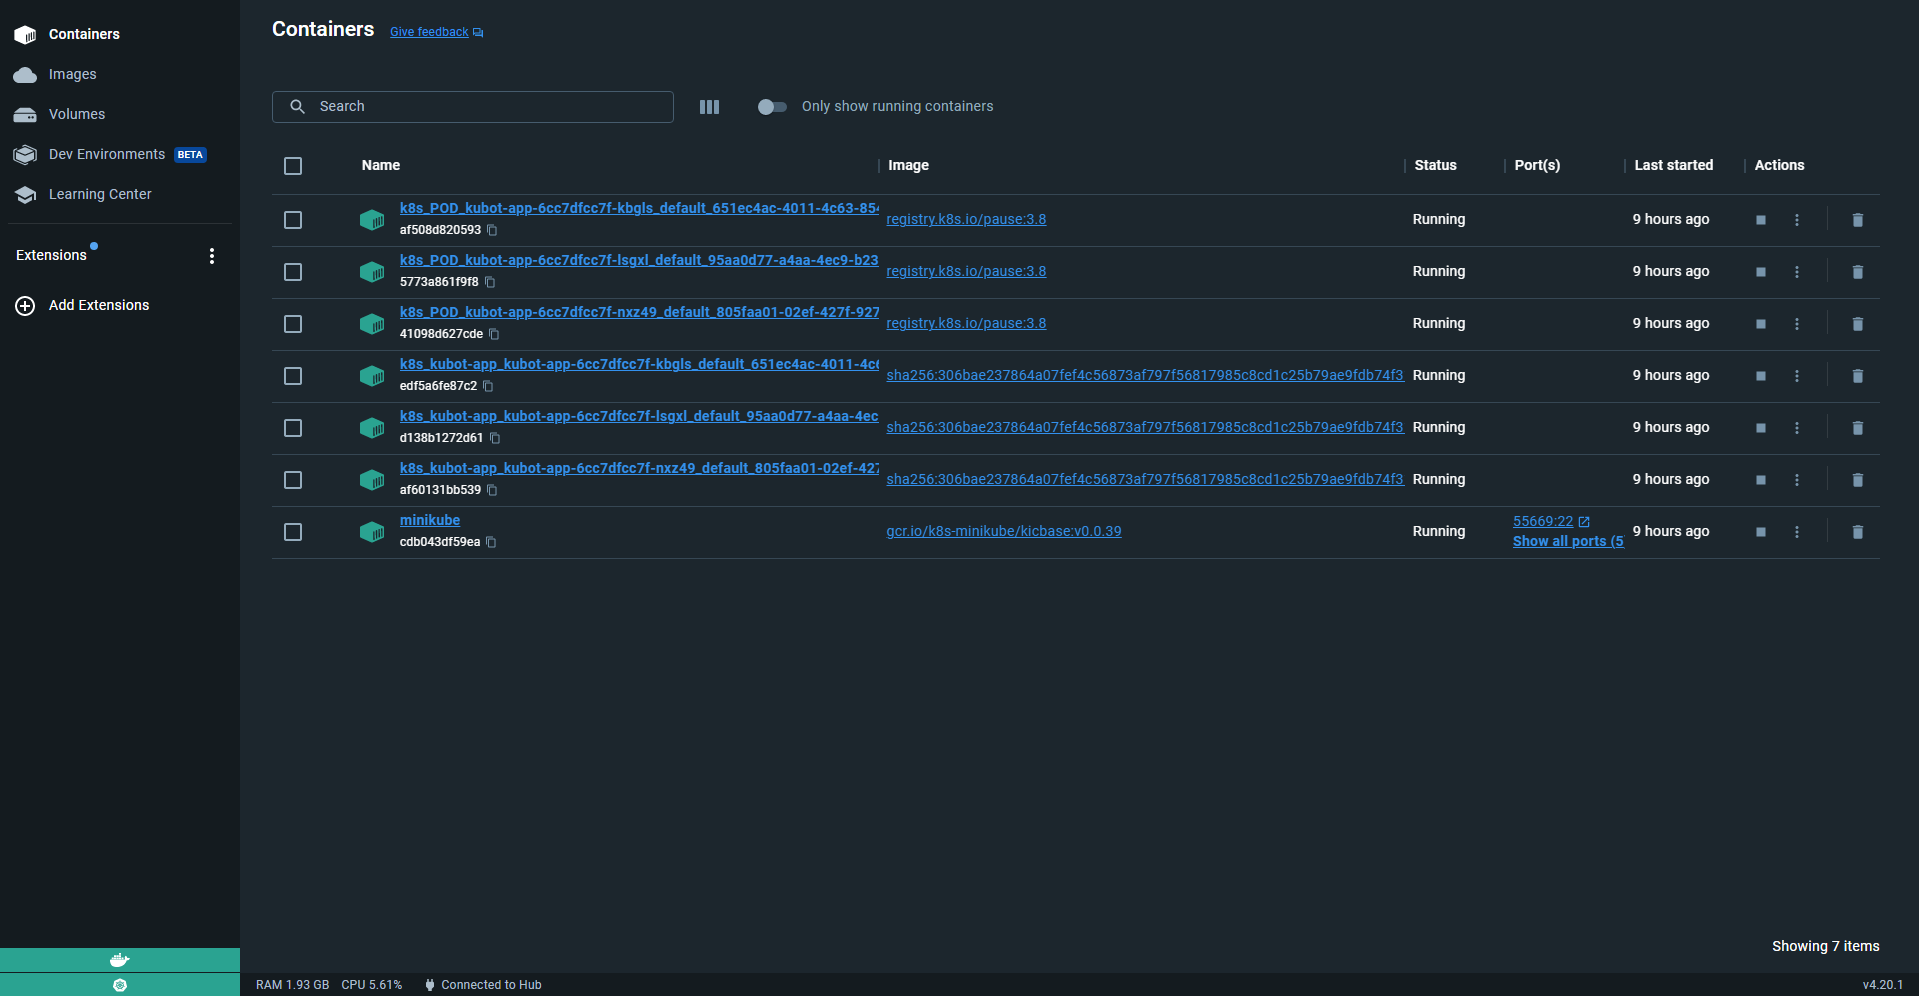 Containers
Images
Volumes
Dev Environments BETA
Learning Center
Extensions
Add Extensions
Containers Give feedback
Search
Only show running containers
Name Image Status Port(s) Last started Actions
k8s_POD_kubot-app-6cc7dfcc7f-kbgls_default_651ec4ac-4011-4c63-854
af508d820593
registry.k8s.io/pause:3.8 Running 9 hours ago
k8s_POD_kubot-app-6cc7dfcc7f-lsgxl_default_95aa0d77-a4aa-4ec9-b23
5773a861f9f8
registry.k8s.io/pause:3.8 Running 9 hours ago
k8s_POD_kubot-app-6cc7dfcc7f-nxz49_default_805faa01-02ef-427f-927
41098d627cde
registry.k8s.io/pause:3.8 Running 9 hours ago
k8s_kubot-app_kubot-app-6cc7dfcc7f-kbgls_default_651ec4ac-4011-4c6
edf5a6fe87c2
sha256:306bae237864a07fef4c56873af797f56817985c8cd1c25b79ae9fdb74f3 Running 9 hours ago
k8s_kubot-app_kubot-app-6cc7dfcc7f-lsgxl_default_95aa0d77-a4aa-4ec
d138b1272d61
sha256:306bae237864a07fef4c56873af797f56817985c8cd1c25b79ae9fdb74f3 Running 9 hours ago
k8s_kubot-app_kubot-app-6cc7dfcc7f-nxz49_default_805faa01-02ef-427
af60131bb539
sha256:306bae237864a07fef4c56873af797f56817985c8cd1c25b79ae9fdb74f3 Running 9 hours ago
minikube
cdb043df59ea
gcr.io/k8s-minikube/kicbase:v0.0.39 Running 55669:22 9 hours ago
Show all ports (5
Showing 7 items
RAM 1.93 GB CPU 5.61% Connected to Hub v4.20.1